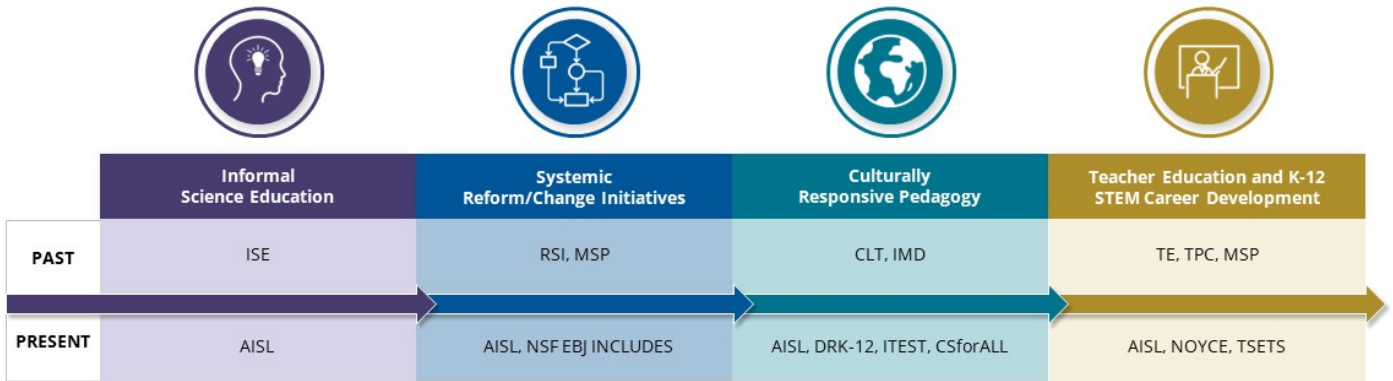 Informal
Science Education
Systemic
Reform/Change Initiatives
Culturally
Responsive Pedagogy
Teacher Education and K-12
STEM Career Development
PAST
ISE
RSI, MSP
CLT, IMD
TE, TPC, MSP
PRESENT
AISL
AISL, NSF EBJ INCLUDES
AISL, DRK-12, ITEST, CSforALL
AISL, NOYCE, TSETS